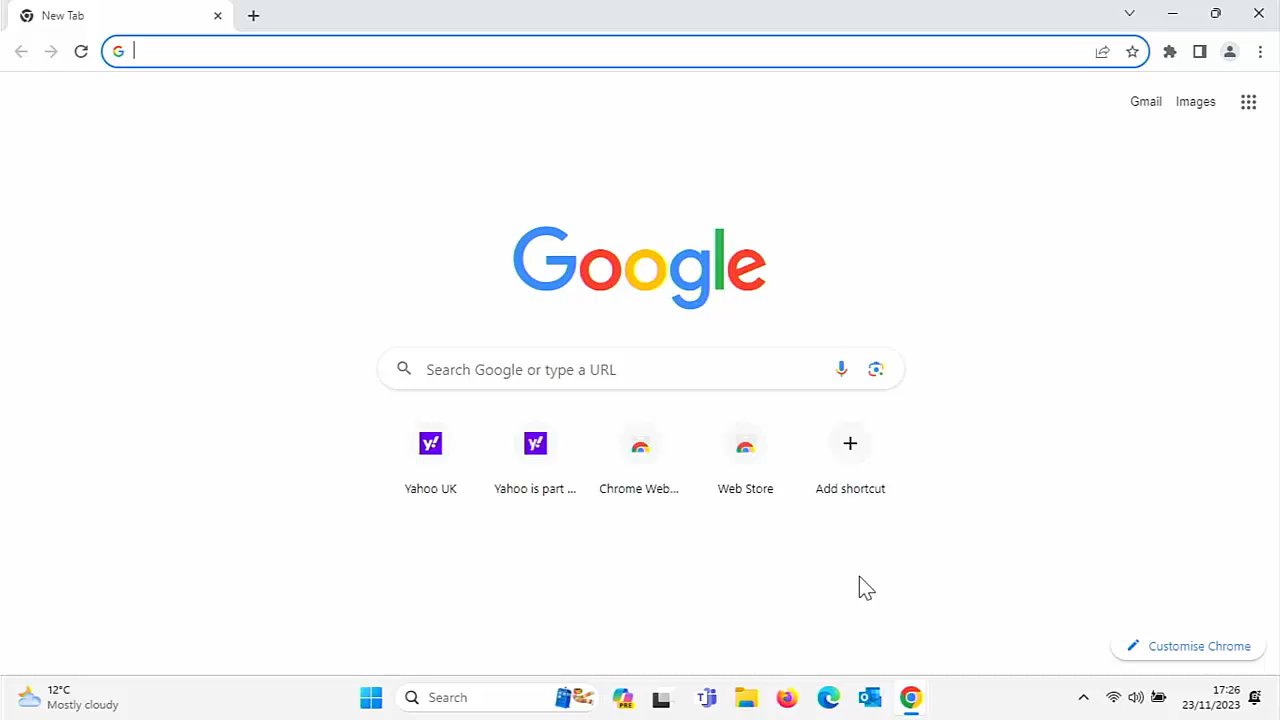 New Tab
Gmail Images
Google
Search Google or type a URL
y! y!
Yahoo UK Yahoo is part ... Chrome Web... Web Store Add shortcut
Customise Chrome
12°C
Mostly cloudy
Search
PRE
17:26
23/11/2023